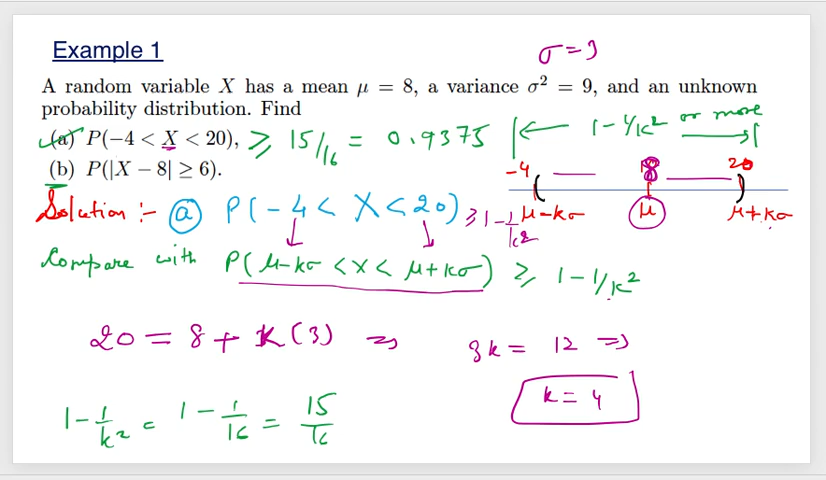 Example 1
σ = 3
A random variable X has a mean μ = 8, a variance σ² = 9, and an unknown
probability distribution. Find
(a) P(−4 < X < 20), ≥ 15/16 = 0.9375
1 - 1/k² or more
(b) P(|X − 8| ≥ 6).
-4 8 20
μ-kσ μ μ+kσ
Solution :- (a) P(-4 < X < 20) ≥ 1 - 1/k²
Compare with P(μ-kσ < x < μ+kσ) ≥ 1 - 1/k²
20 = 8 + K(3) ⇒ 3k = 12 ⇒
k = 4
1 - 1/k² = 1 - 1/16 = 15/16